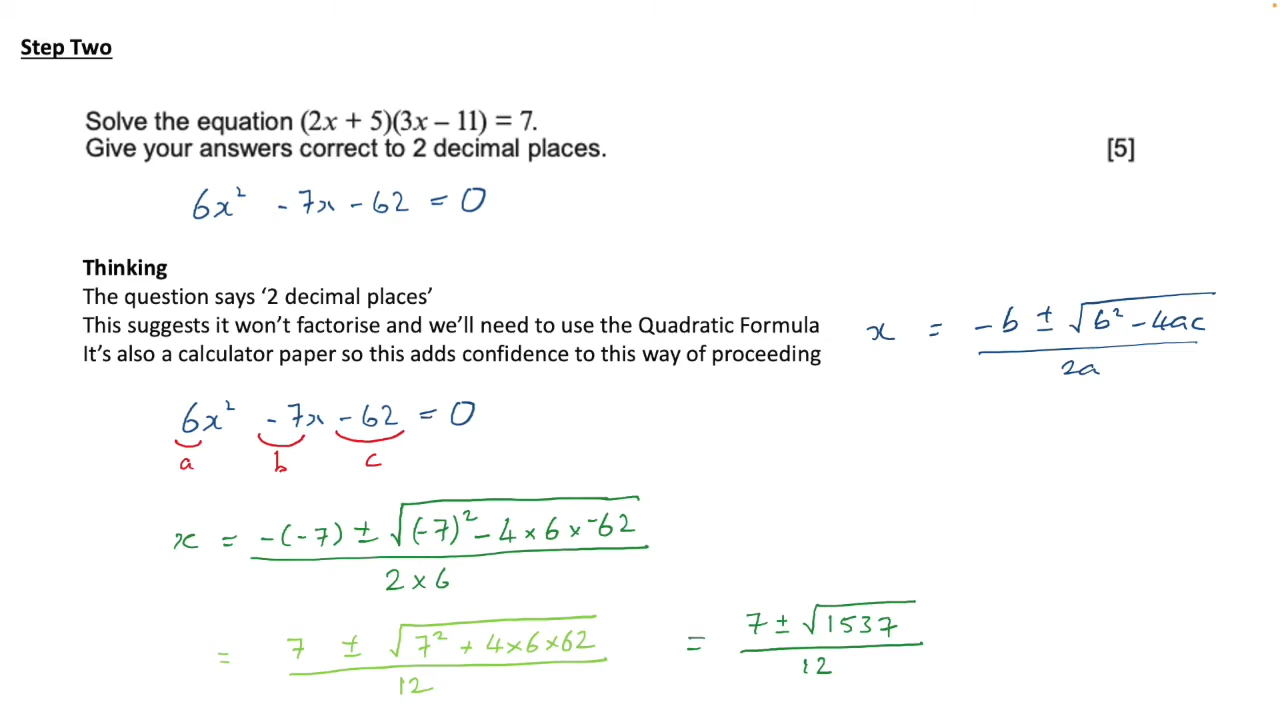 Step Two
Solve the equation (2x + 5)(3x – 11) = 7.
Give your answers correct to 2 decimal places. [5]
6x² - 7x - 62 = 0
Thinking
The question says ‘2 decimal places’
This suggests it won’t factorise and we’ll need to use the Quadratic Formula
It’s also a calculator paper so this adds confidence to this way of proceeding
x = (-b ± √(b² - 4ac)) / 2a
6x² - 7x - 62 = 0
a b c
x = (-(-7) ± √((-7)² - 4 × 6 × -62)) / (2 × 6)
= (7 ± √(7² + 4×6×62)) / 12 = (7 ± √1537) / 12